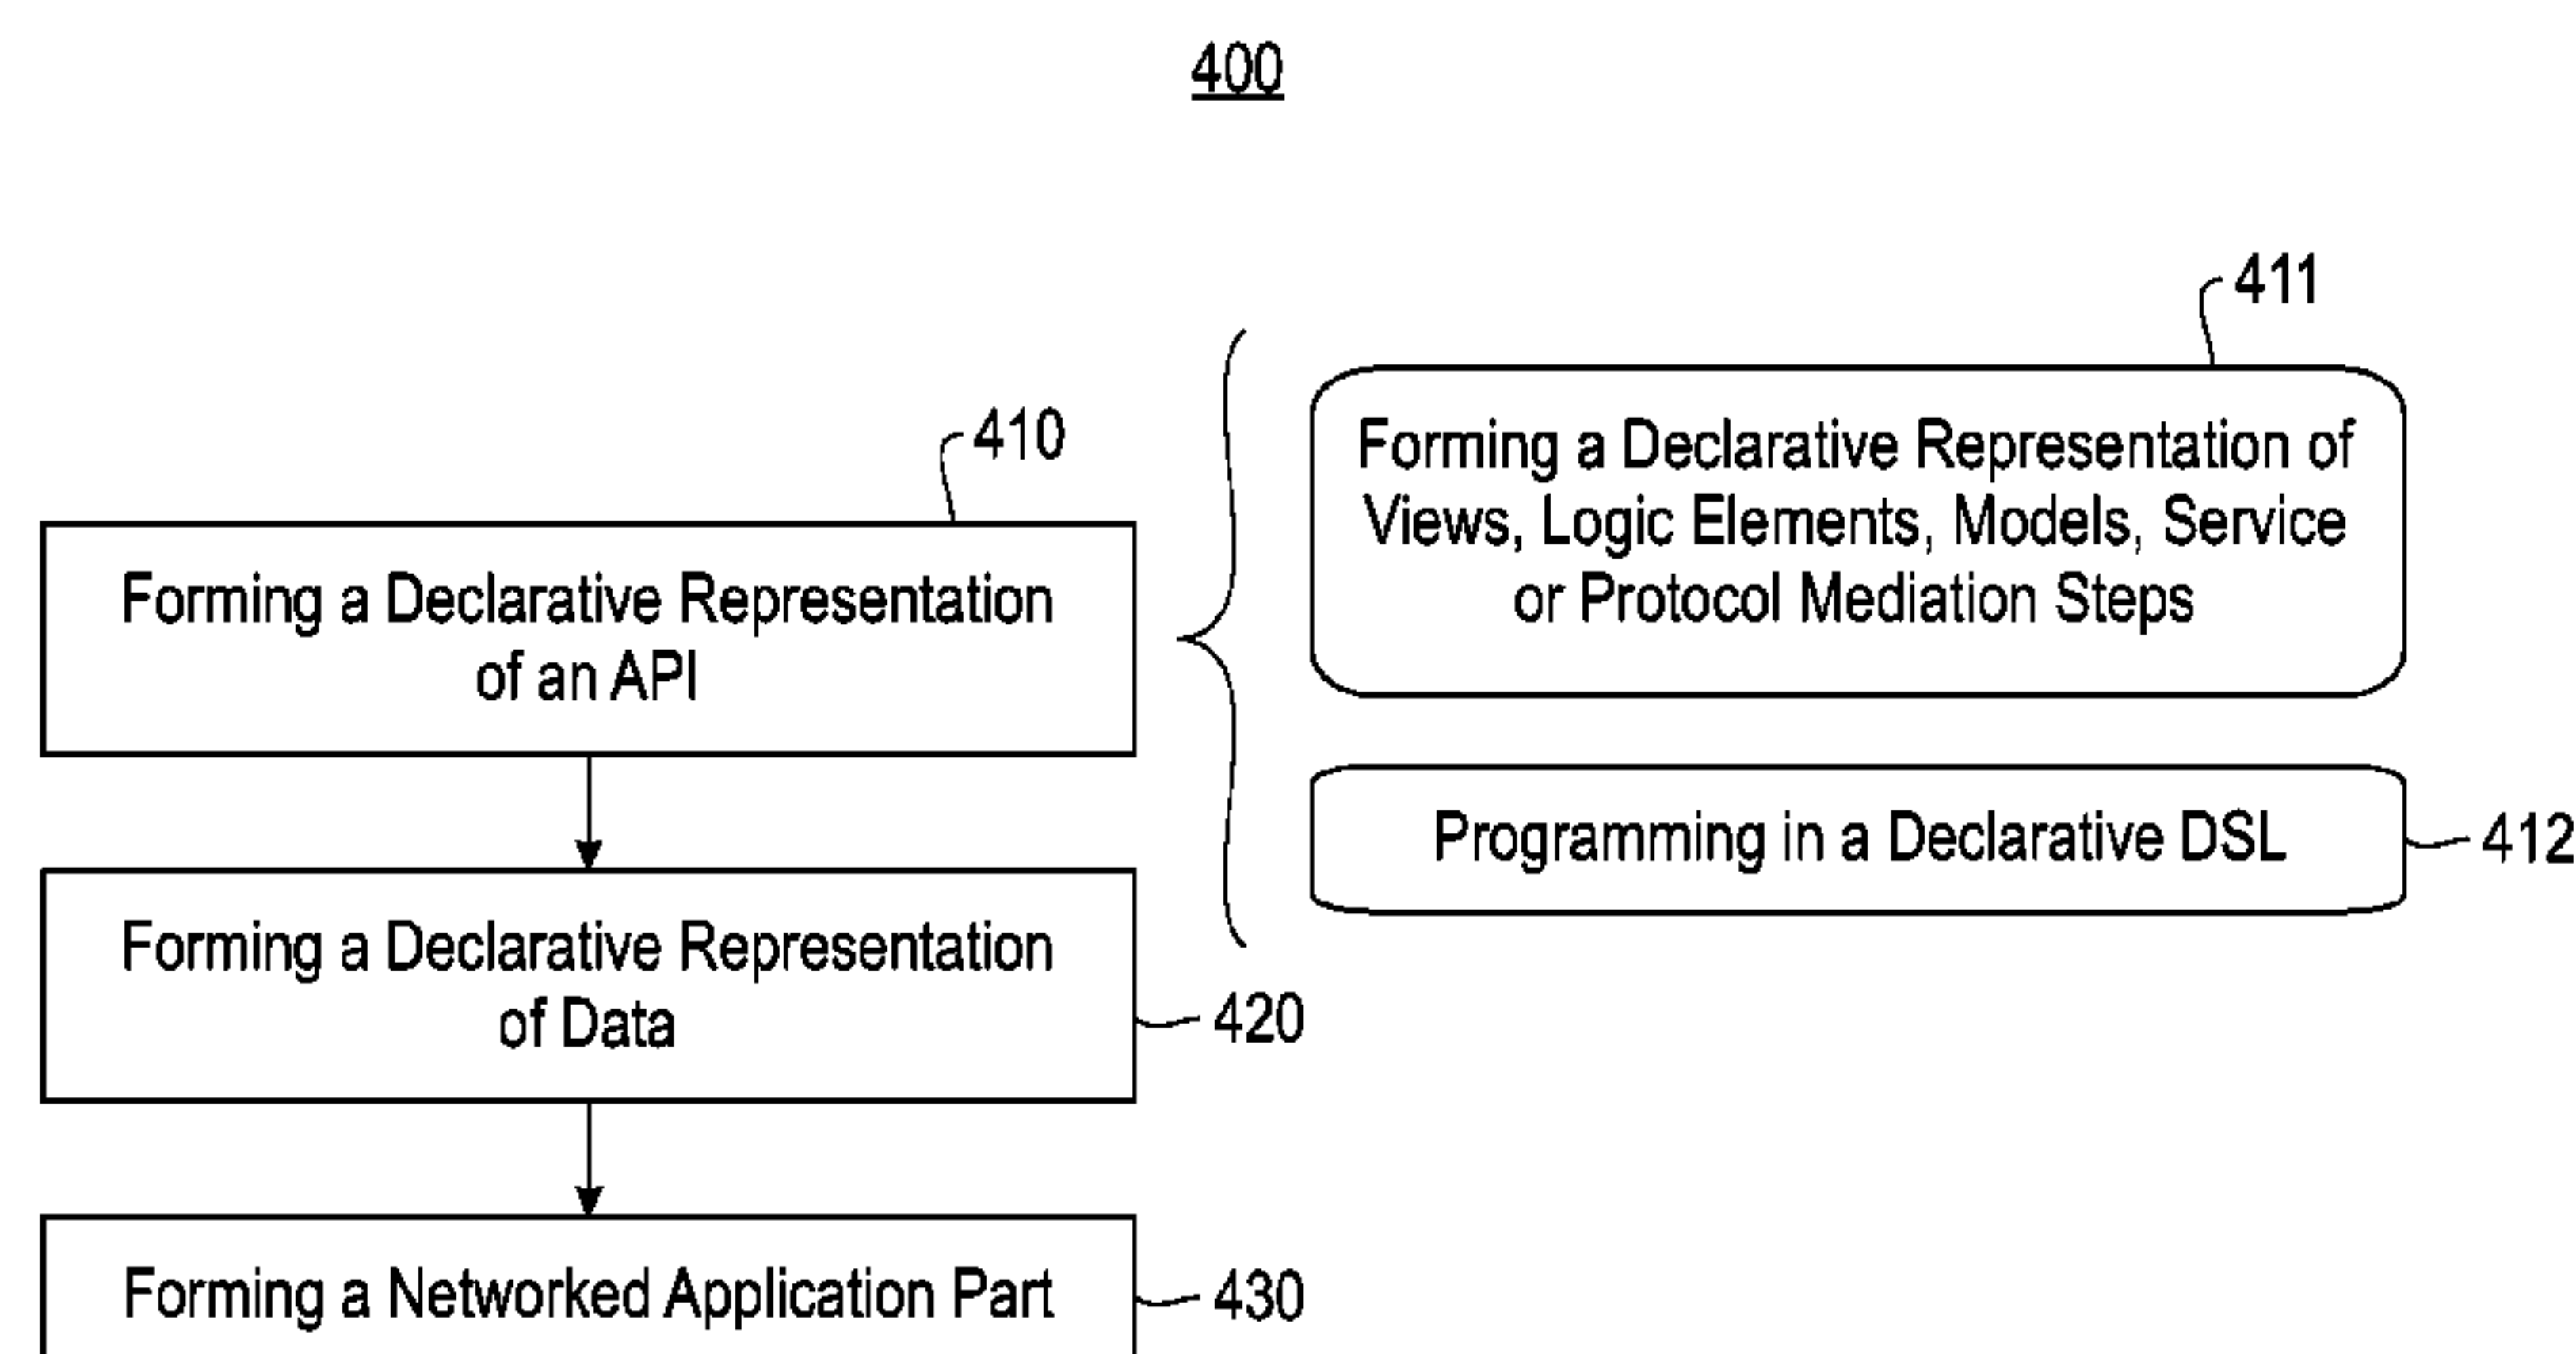 400
411
Forming a Declarative Representation of
Views, Logic Elements, Models, Service
or Protocol Mediation Steps
410
Forming a Declarative Representation
of an API
Programming in a Declarative DSL
412
Forming a Declarative Representation
of Data
420
Forming a Networked Application Part
430